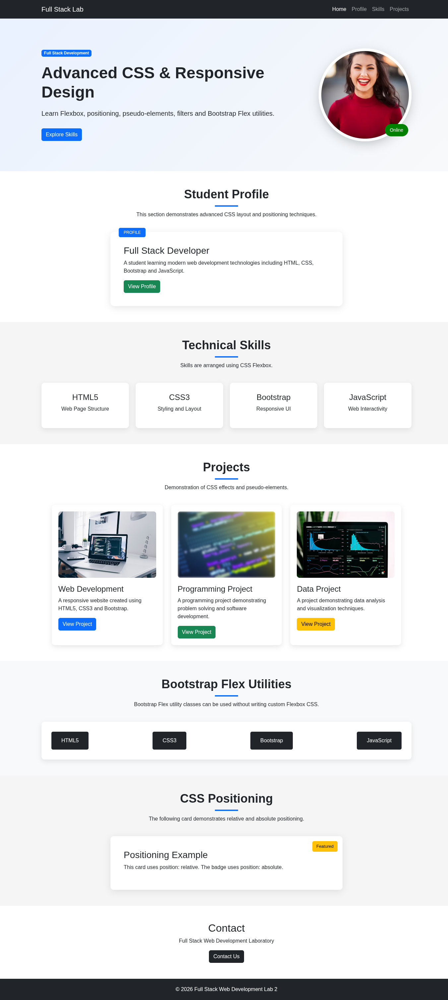 Full Stack Lab
Home Profile Skills Projects
Full Stack Development
Advanced CSS & Responsive
Design
Learn Flexbox, positioning, pseudo-elements, filters and Bootstrap Flex utilities.
Explore Skills
Online
Student Profile
This section demonstrates advanced CSS layout and positioning techniques.
PROFILE
Full Stack Developer
A student learning modern web development technologies including HTML, CSS,
Bootstrap and JavaScript.
View Profile
Technical Skills
Skills are arranged using CSS Flexbox.
HTML5
Web Page Structure
CSS3
Styling and Layout
Bootstrap
Responsive UI
JavaScript
Web Interactivity
Projects
Demonstration of CSS effects and pseudo-elements.
Web Development
A responsive website created using
HTML5, CSS3 and Bootstrap.
View Project
Programming Project
A programming project demonstrating
problem solving and software
development.
View Project
USERS: LAST 7 DAYS USING MEDIAN
Data Project
A project demonstrating data analysis
and visualization techniques.
View Project
Bootstrap Flex Utilities
Bootstrap Flex utility classes can be used without writing custom Flexbox CSS.
HTML5
CSS3
Bootstrap
JavaScript
CSS Positioning
The following card demonstrates relative and absolute positioning.
Featured
Positioning Example
This card uses position: relative. The badge uses position: absolute.
Contact
Full Stack Web Development Laboratory
Contact Us
© 2026 Full Stack Web Development Lab 2